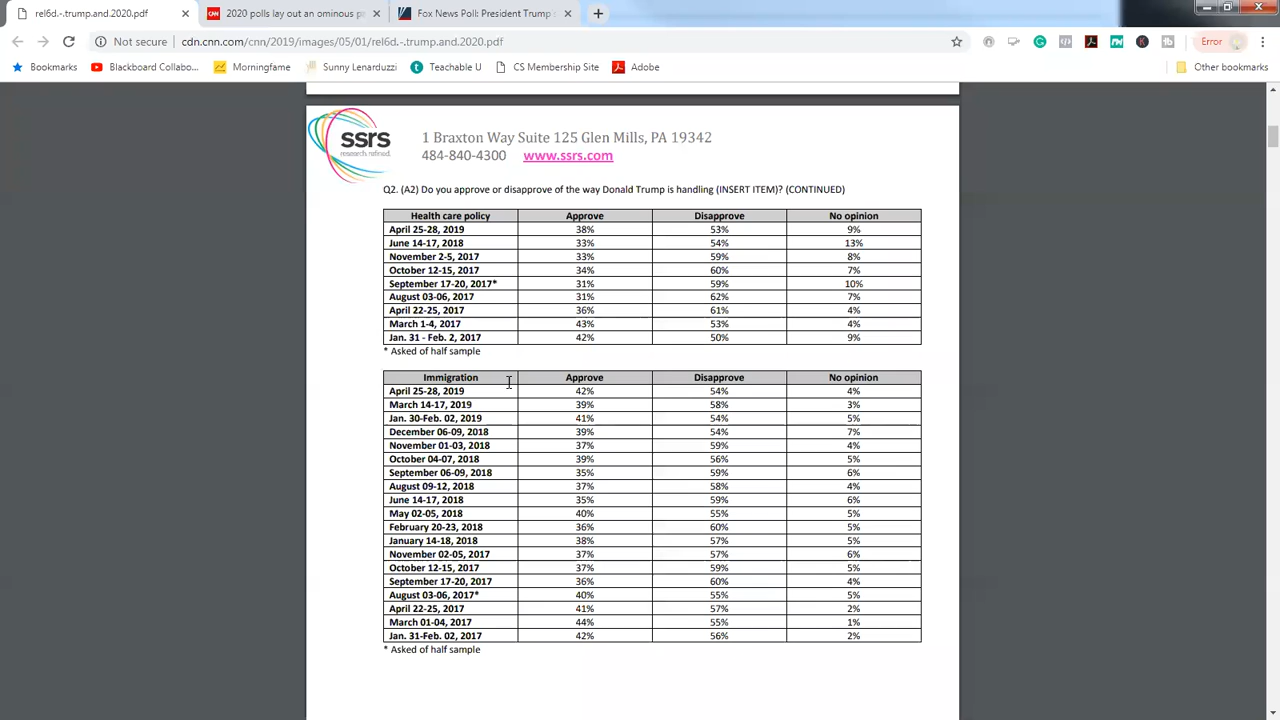 rel6d.-.trump.and.2020.pdf
2020 polls lay out an ominous pa
Fox News Poll: President Trump s
Not secure
cdn.cnn.com/cnn/2019/images/05/01/rel6d.-.trump.and.2020.pdf
Error
Bookmarks
Blackboard Collabo...
Morningfame
Sunny Lenarduzzi
Teachable U
CS Membership Site
Adobe
Other bookmarks
ssrs
research refined.
1 Braxton Way Suite 125 Glen Mills, PA 19342
484-840-4300 www.ssrs.com
Q2. (A2) Do you approve or disapprove of the way Donald Trump is handling (INSERT ITEM)? (CONTINUED)
Health care policy Approve Disapprove No opinion
April 25-28, 2019 38% 53% 9%
June 14-17, 2018 33% 54% 13%
November 2-5, 2017 33% 59% 8%
October 12-15, 2017 34% 60% 7%
September 17-20, 2017* 31% 59% 10%
August 03-06, 2017 31% 62% 7%
April 22-25, 2017 36% 61% 4%
March 1-4, 2017 43% 53% 4%
Jan. 31 - Feb. 2, 2017 42% 50% 9%
* Asked of half sample
Immigration Approve Disapprove No opinion
April 25-28, 2019 42% 54% 4%
March 14-17, 2019 39% 58% 3%
Jan. 30-Feb. 02, 2019 41% 54% 5%
December 06-09, 2018 39% 54% 7%
November 01-03, 2018 37% 59% 4%
October 04-07, 2018 39% 56% 5%
September 06-09, 2018 35% 59% 6%
August 09-12, 2018 37% 58% 4%
June 14-17, 2018 35% 59% 6%
May 02-05, 2018 40% 55% 5%
February 20-23, 2018 36% 60% 5%
January 14-18, 2018 38% 57% 5%
November 02-05, 2017 37% 57% 6%
October 12-15, 2017 37% 59% 5%
September 17-20, 2017 36% 60% 4%
August 03-06, 2017* 40% 55% 5%
April 22-25, 2017 41% 57% 2%
March 01-04, 2017 44% 55% 1%
Jan. 31-Feb. 02, 2017 42% 56% 2%
* Asked of half sample